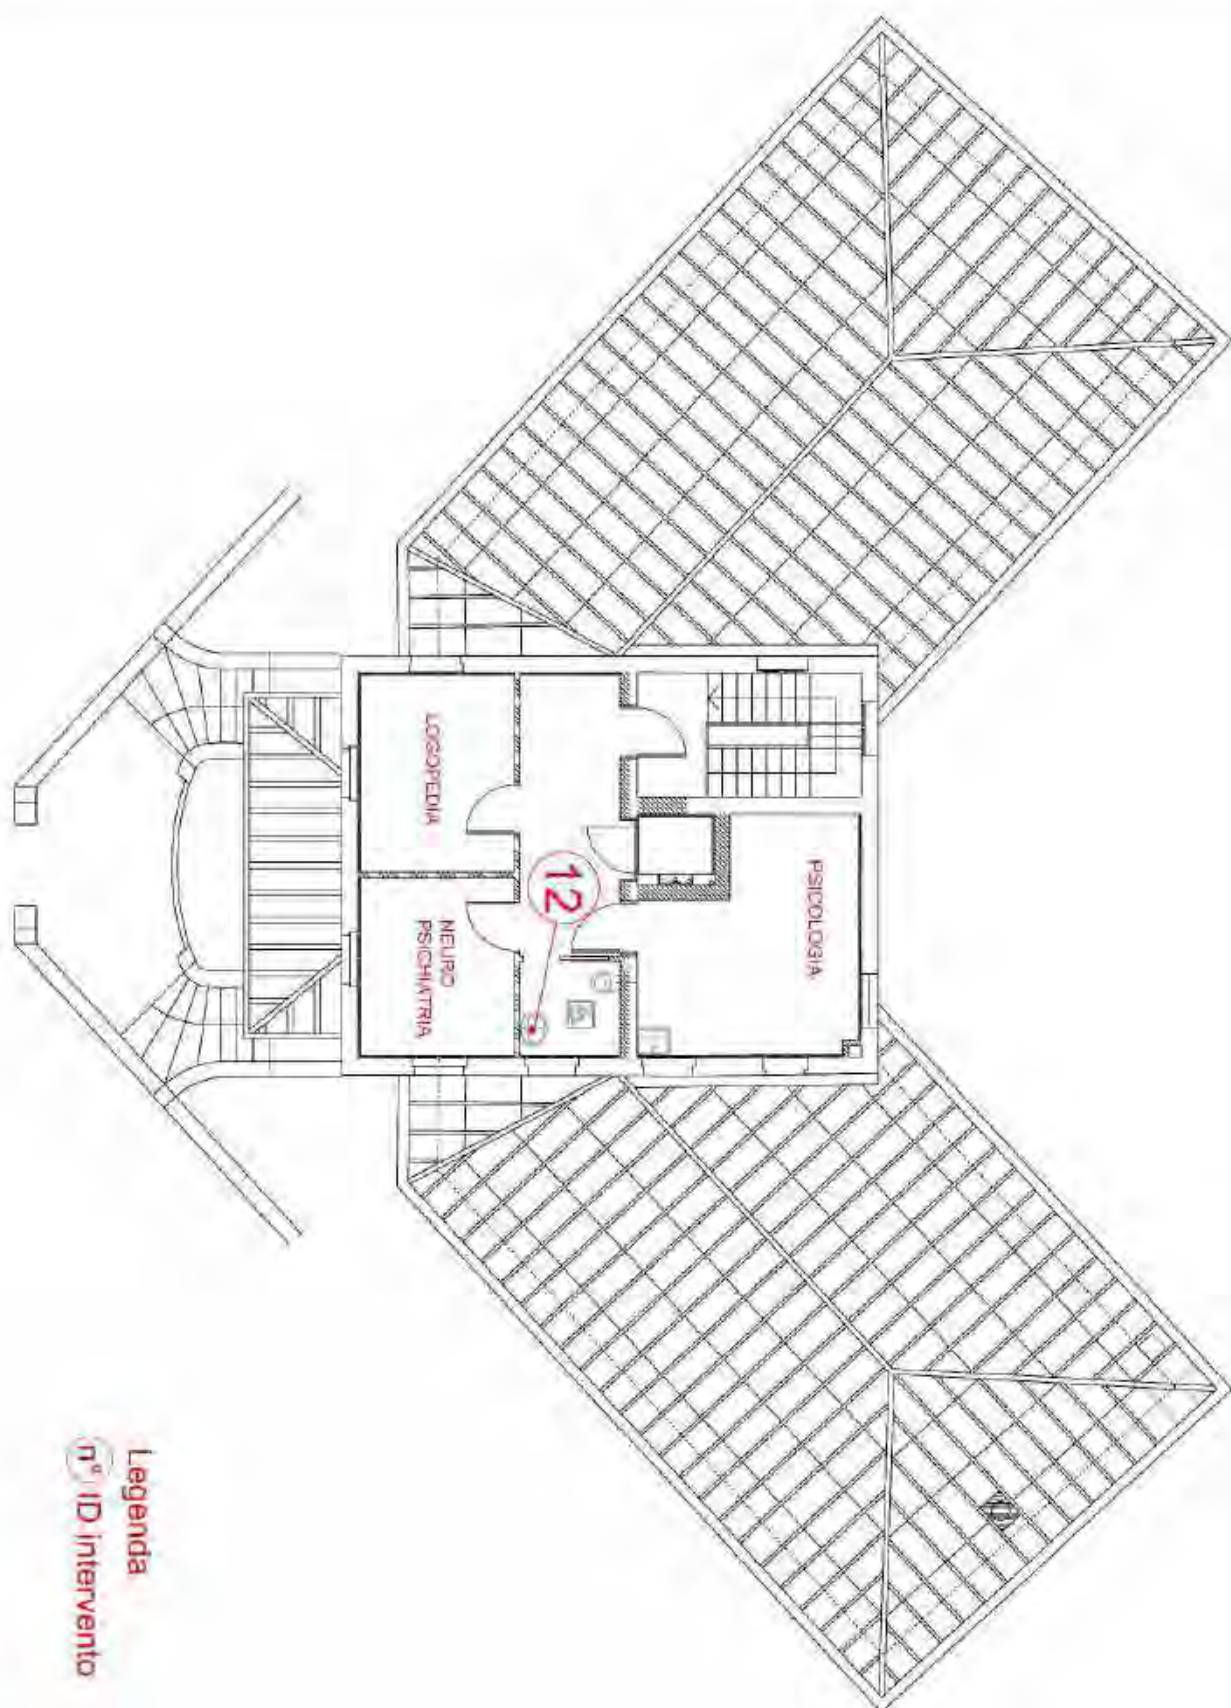 LOGOPEDIA
NEURO
PSICHIATRIA
PSICOLOGIA
12
Legenda
n° ID intervento